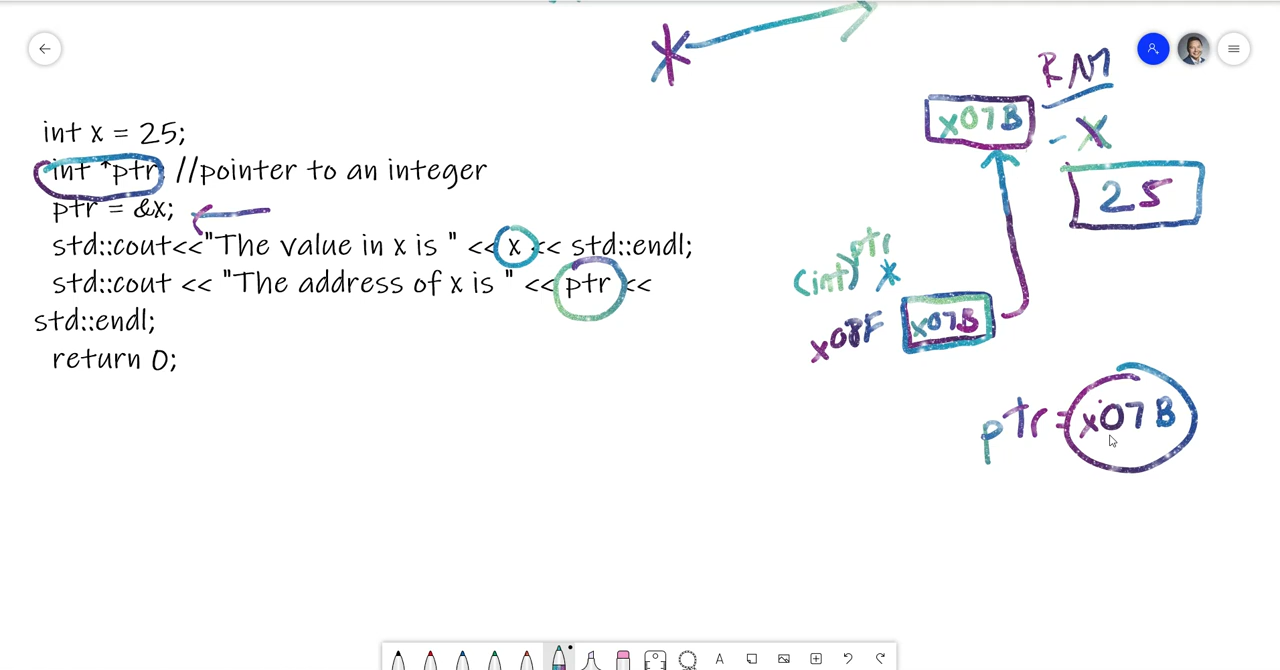 int x = 25;
int *ptr //pointer to an integer
ptr = &x;
std::cout<<"The value in x is " << x << std::endl;
std::cout << "The address of x is " << ptr <<
std::endl;
return 0;
*
x07B
- x
25
(int) ptr
*
x08F x07B
ptr = x07B
A